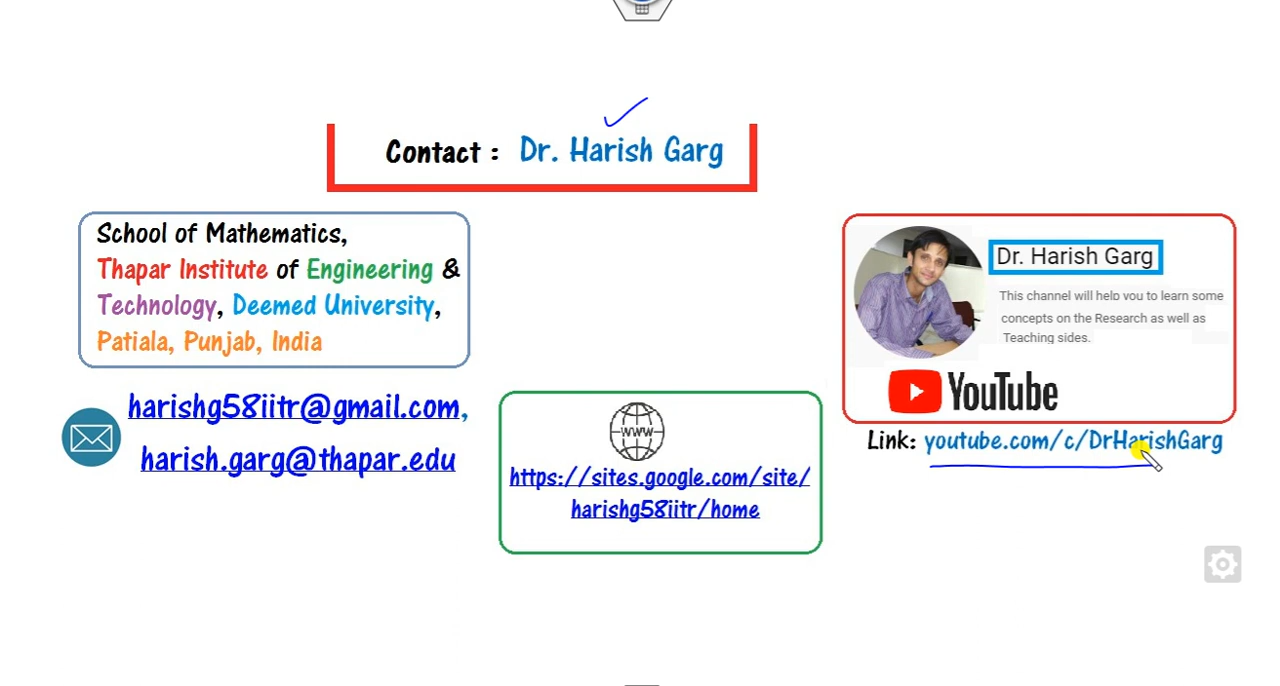 Contact : Dr. Harish Garg
School of Mathematics,
Thapar Institute of Engineering &
Technology, Deemed University,
Patiala, Punjab, India
harishg58iitr@gmail.com,
harish.garg@thapar.edu
WWW
https://sites.google.com/site/
harishg58iitr/home
Dr. Harish Garg
This channel will help you to learn some
concepts on the Research as well as
Teaching sides.
YouTube
Link: youtube.com/c/DrHarishGarg